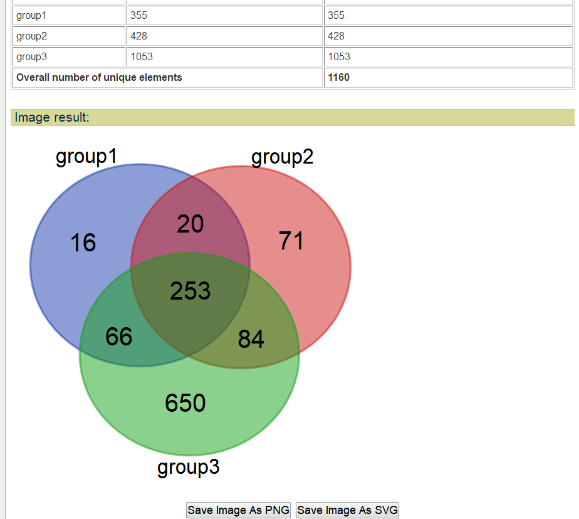 group1 355 355
group2 428 428
group3 1053 1053
Overall number of unique elements 1160
Image result:
group1 group2
20
16 71
253
66 84
650
group3
Save Image As PNG Save Image As SVG